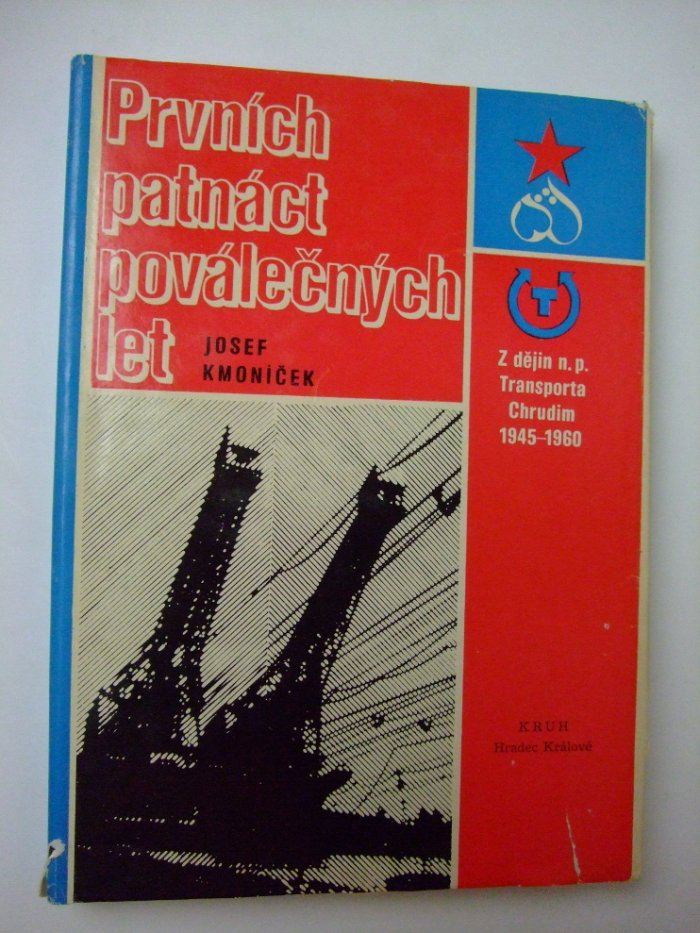 Prvních
patnáct
poválečných
let
JOSEF
KMONÍČEK
T
Z dějin n. p.
Transporta
Chrudim
1945–1960
KRUH
Hradec Králové